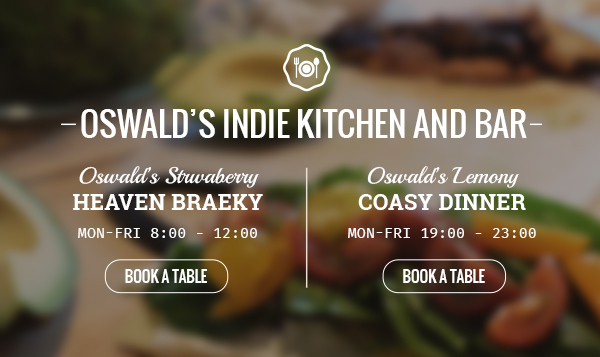 OSWALD'S INDIE KITCHEN AND BAR
Oswald's Strwaberry
HEAVEN BRAEKY
MON-FRI 8:00 - 12:00
BOOK A TABLE
Oswald's Lemony
COASY DINNER
MON-FRI 19:00 - 23:00
BOOK A TABLE